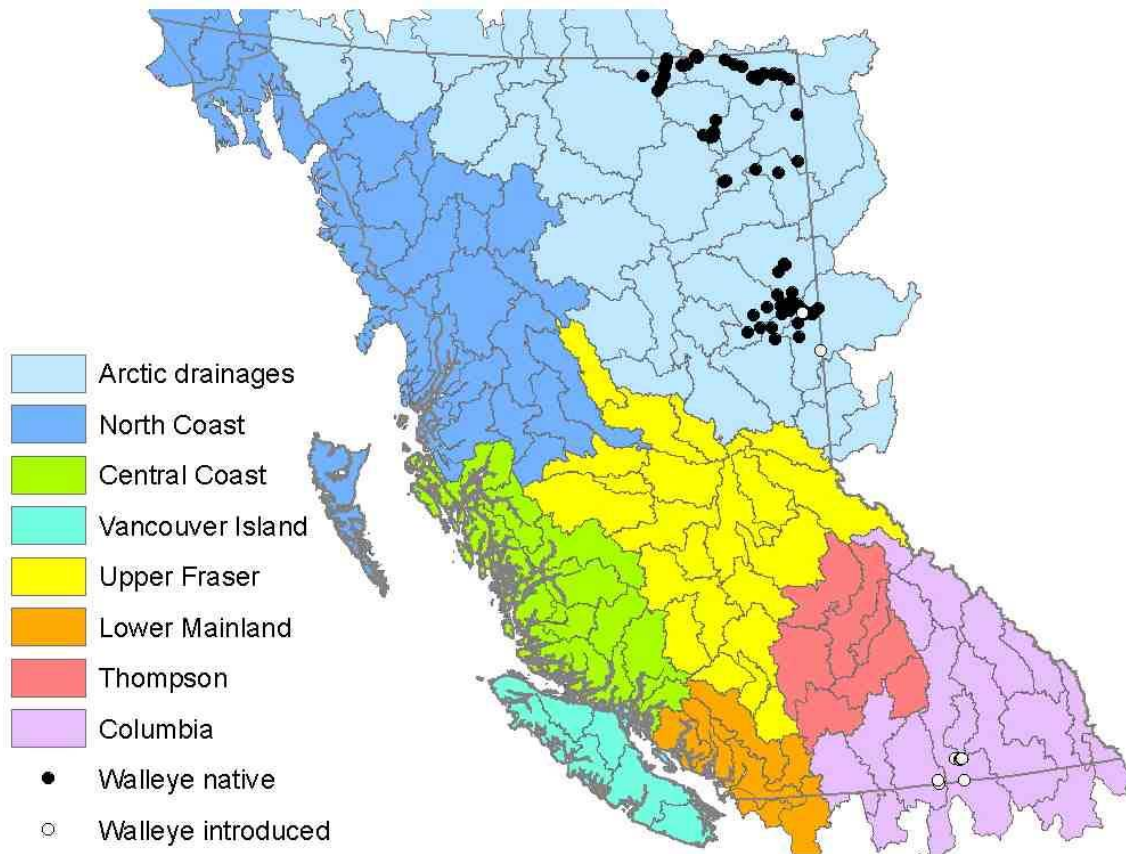 Arctic drainages
North Coast
Central Coast
Vancouver Island
Upper Fraser
Lower Mainland
Thompson
Columbia
Walleye native
Walleye introduced